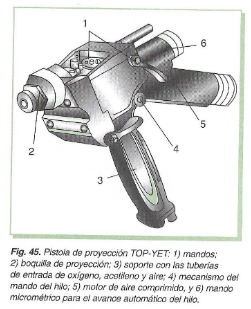 1
6
2
5
4
3
Fig. 45. Pistola de proyección TOP-YET: 1) mandos;
2) boquilla de proyección; 3) soporte con las tuberías
de entrada de oxígeno, acetileno y aire; 4) mecanismo del
mando del hilo; 5) motor de aire comprimido, y 6) mando
micrométrico para el avance automático del hilo.